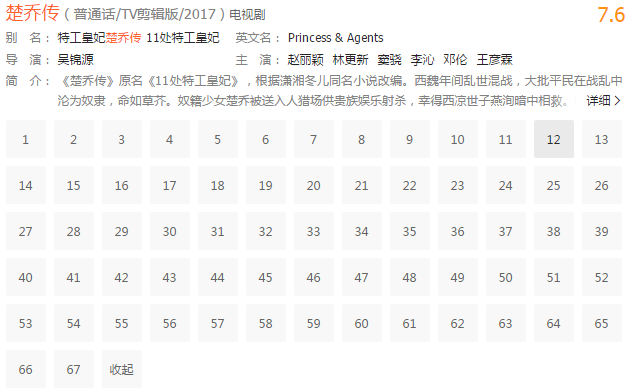 楚乔传（普通话/TV剪辑版/2017）电视剧 7.6
别 名：特工皇妃楚乔传 11处特工皇妃 英文名：Princess & Agents
导 演：吴锦源 主 演：赵丽颖 林更新 窦骁 李沁 邓伦 王彦霖
简 介：《楚乔传》原名《11处特工皇妃》，根据潇湘冬儿同名小说改编。西魏年间乱世混战，大批平民在战乱中
沦为奴隶，命如草芥。奴籍少女楚乔被送入人猎场供贵族娱乐射杀，幸得西凉世子燕洵暗中相救。 详细
1 2 3 4 5 6 7 8 9 10 11 12 13
14 15 16 17 18 19 20 21 22 23 24 25 26
27 28 29 30 31 32 33 34 35 36 37 38 39
40 41 42 43 44 45 46 47 48 49 50 51 52
53 54 55 56 57 58 59 60 61 62 63 64 65
66 67 收起